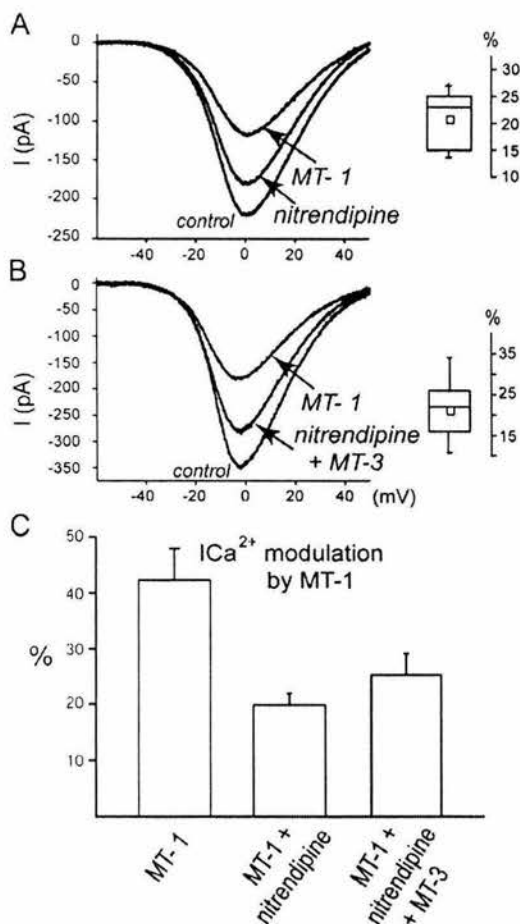 A
0
-50
-100
-150
-200
-250
I (pA)
-40 -20 0 20 40
MT- 1
nitrendipine
control
%
30
25
20
15
10
B
0
-50
-100
-150
-200
-250
-300
-350
I (pA)
-40 -20 0 20 40 (mV)
MT- 1
nitrendipine
+ MT-3
control
%
35
25
15
C
50
40
30
20
10
%
ICa²⁺ modulation
by MT-1
MT- 1
MT-1 +
nitrendipine
MT-1 +
nitrendipine
+ MT-3